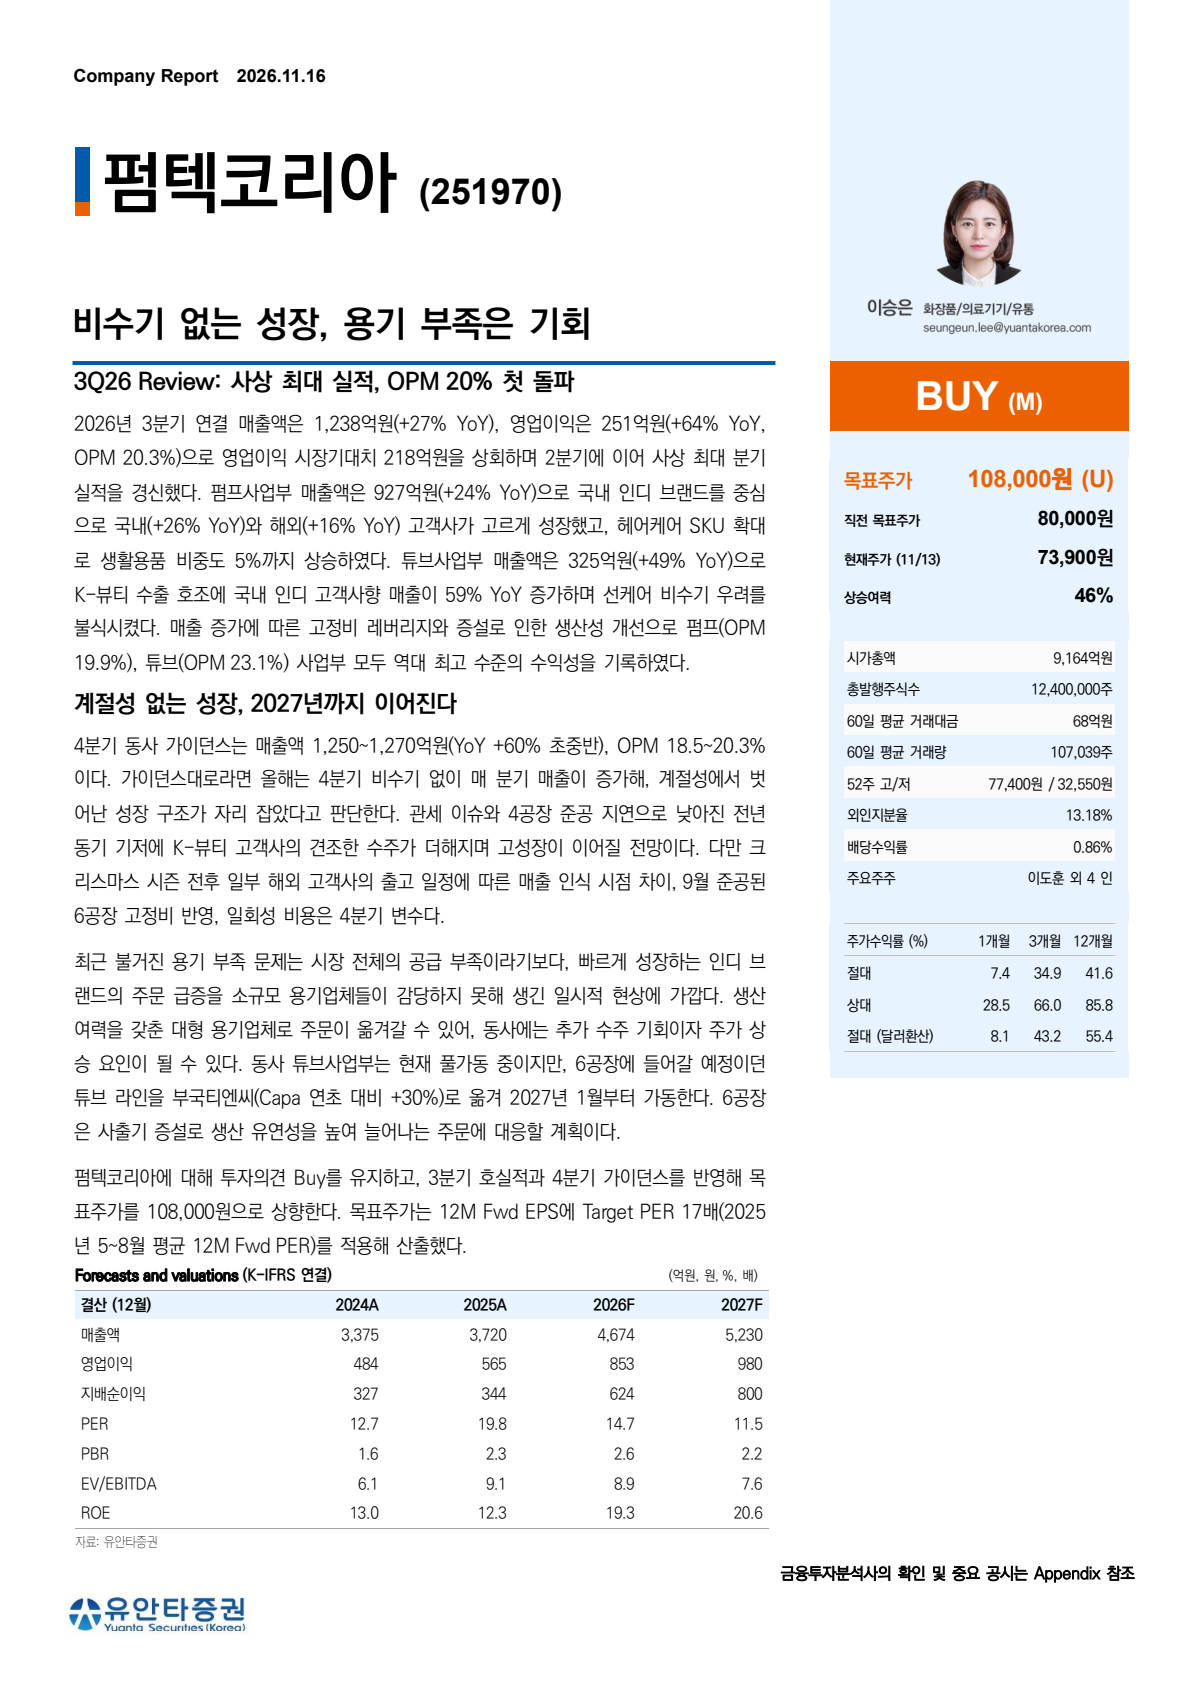 Company Report 2026.11.16
펌텍코리아 (251970)
비수기 없는 성장, 용기 부족은 기회
3Q26 Review: 사상 최대 실적, OPM 20% 첫 돌파
2026년 3분기 연결 매출액은 1,238억원(+27% YoY), 영업이익은 251억원(+64% YoY,
OPM 20.3%)으로 영업이익 시장기대치 218억원을 상회하며 2분기에 이어 사상 최대 분기
실적을 경신했다. 펌프사업부 매출액은 927억원(+24% YoY)으로 국내 인디 브랜드를 중심
으로 국내(+26% YoY)와 해외(+16% YoY) 고객사가 고르게 성장했고, 헤어케어 SKU 확대
로 생활용품 비중도 5%까지 상승하였다. 튜브사업부 매출액은 325억원(+49% YoY)으로
K-뷰티 수출 호조에 국내 인디 고객사향 매출이 59% YoY 증가하며 선케어 비수기 우려를
불식시켰다. 매출 증가에 따른 고정비 레버리지와 증설로 인한 생산성 개선으로 펌프(OPM
19.9%), 튜브(OPM 23.1%) 사업부 모두 역대 최고 수준의 수익성을 기록하였다.
계절성 없는 성장, 2027년까지 이어진다
4분기 동사 가이던스는 매출액 1,250~1,270억원(YoY +60% 초중반), OPM 18.5~20.3%
이다. 가이던스대로라면 올해는 4분기 비수기 없이 매 분기 매출이 증가해, 계절성에서 벗
어난 성장 구조가 자리 잡았다고 판단한다. 관세 이슈와 4공장 준공 지연으로 낮아진 전년
동기 기저에 K-뷰티 고객사의 견조한 수주가 더해지며 고성장이 이어질 전망이다. 다만 크
리스마스 시즌 전후 일부 해외 고객사의 출고 일정에 따른 매출 인식 시점 차이, 9월 준공된
6공장 고정비 반영, 일회성 비용은 4분기 변수다.
최근 불거진 용기 부족 문제는 시장 전체의 공급 부족이라기보다, 빠르게 성장하는 인디 브
랜드의 주문 급증을 소규모 용기업체들이 감당하지 못해 생긴 일시적 현상에 가깝다. 생산
여력을 갖춘 대형 용기업체로 주문이 옮겨갈 수 있어, 동사에는 추가 수주 기회이자 주가 상
승 요인이 될 수 있다. 동사 튜브사업부는 현재 풀가동 중이지만, 6공장에 들어갈 예정이던
튜브 라인을 부국티엔씨(Capa 연초 대비 +30%)로 옮겨 2027년 1월부터 가동한다. 6공장
은 사출기 증설로 생산 유연성을 높여 늘어나는 주문에 대응할 계획이다.
펌텍코리아에 대해 투자의견 Buy를 유지하고, 3분기 호실적과 4분기 가이던스를 반영해 목
표주가를 108,000원으로 상향한다. 목표주가는 12M Fwd EPS에 Target PER 17배(2025
년 5~8월 평균 12M Fwd PER)를 적용해 산출했다.
Forecasts and valuations (K-IFRS 연결) (억원, 원, %, 배)
결산 (12월) 2024A 2025A 2026F 2027F
매출액 3,375 3,720 4,674 5,230
영업이익 484 565 853 980
지배순이익 327 344 624 800
PER 12.7 19.8 14.7 11.5
PBR 1.6 2.3 2.6 2.2
EV/EBITDA 6.1 9.1 8.9 7.6
ROE 13.0 12.3 19.3 20.6
자료: 유안타증권
이승은 화장품/의료기기/유통
seungeun.lee@yuantakorea.com
BUY (M)
목표주가 108,000원 (U)
직전 목표주가 80,000원
현재주가 (11/13) 73,900원
상승여력 46%
시가총액 9,164억원
총발행주식수 12,400,000주
60일 평균 거래대금 68억원
60일 평균 거래량 107,039주
52주 고/저 77,400원 / 32,550원
외인지분율 13.18%
배당수익률 0.86%
주요주주 이도훈 외 4 인
주가수익률 (%) 1개월 3개월 12개월
절대 7.4 34.9 41.6
상대 28.5 66.0 85.8
절대 (달러환산) 8.1 43.2 55.4
금융투자분석사의 확인 및 중요 공시는 Appendix 참조
유안타증권
Yuanta Securities (Korea)